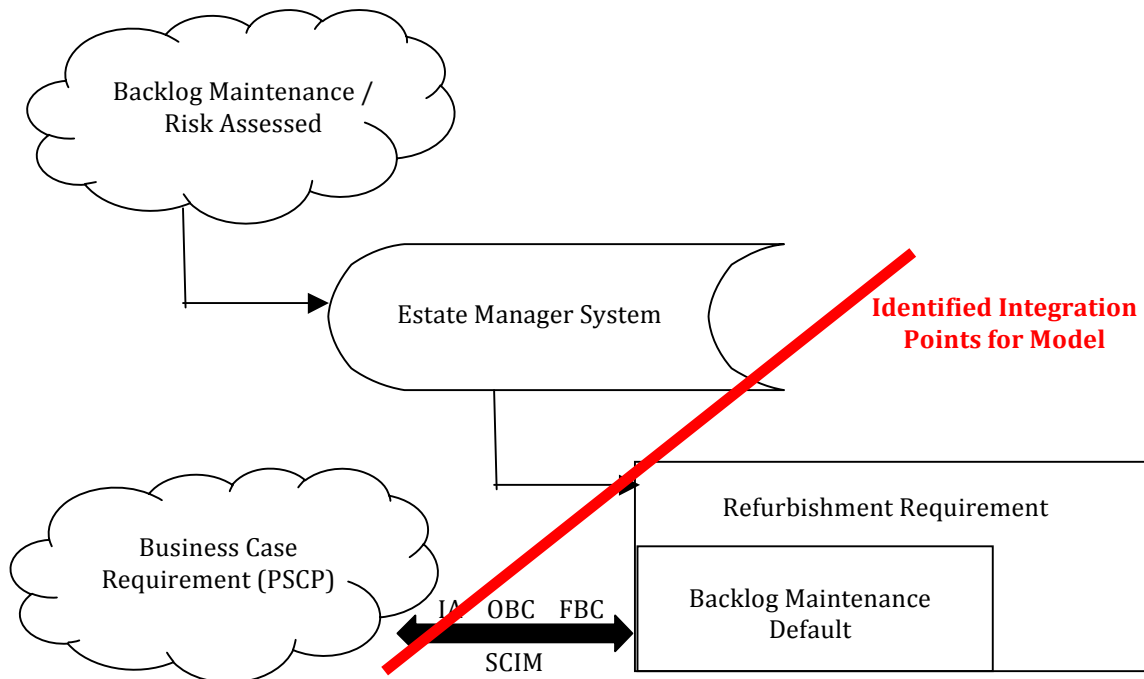 Backlog Maintenance /
Risk Assessed
Estate Manager System
Identified Integration
Points for Model
Refurbishment Requirement
Business Case
Requirement (PSCP)
IA OBC FBC
SCIM
Backlog Maintenance
Default